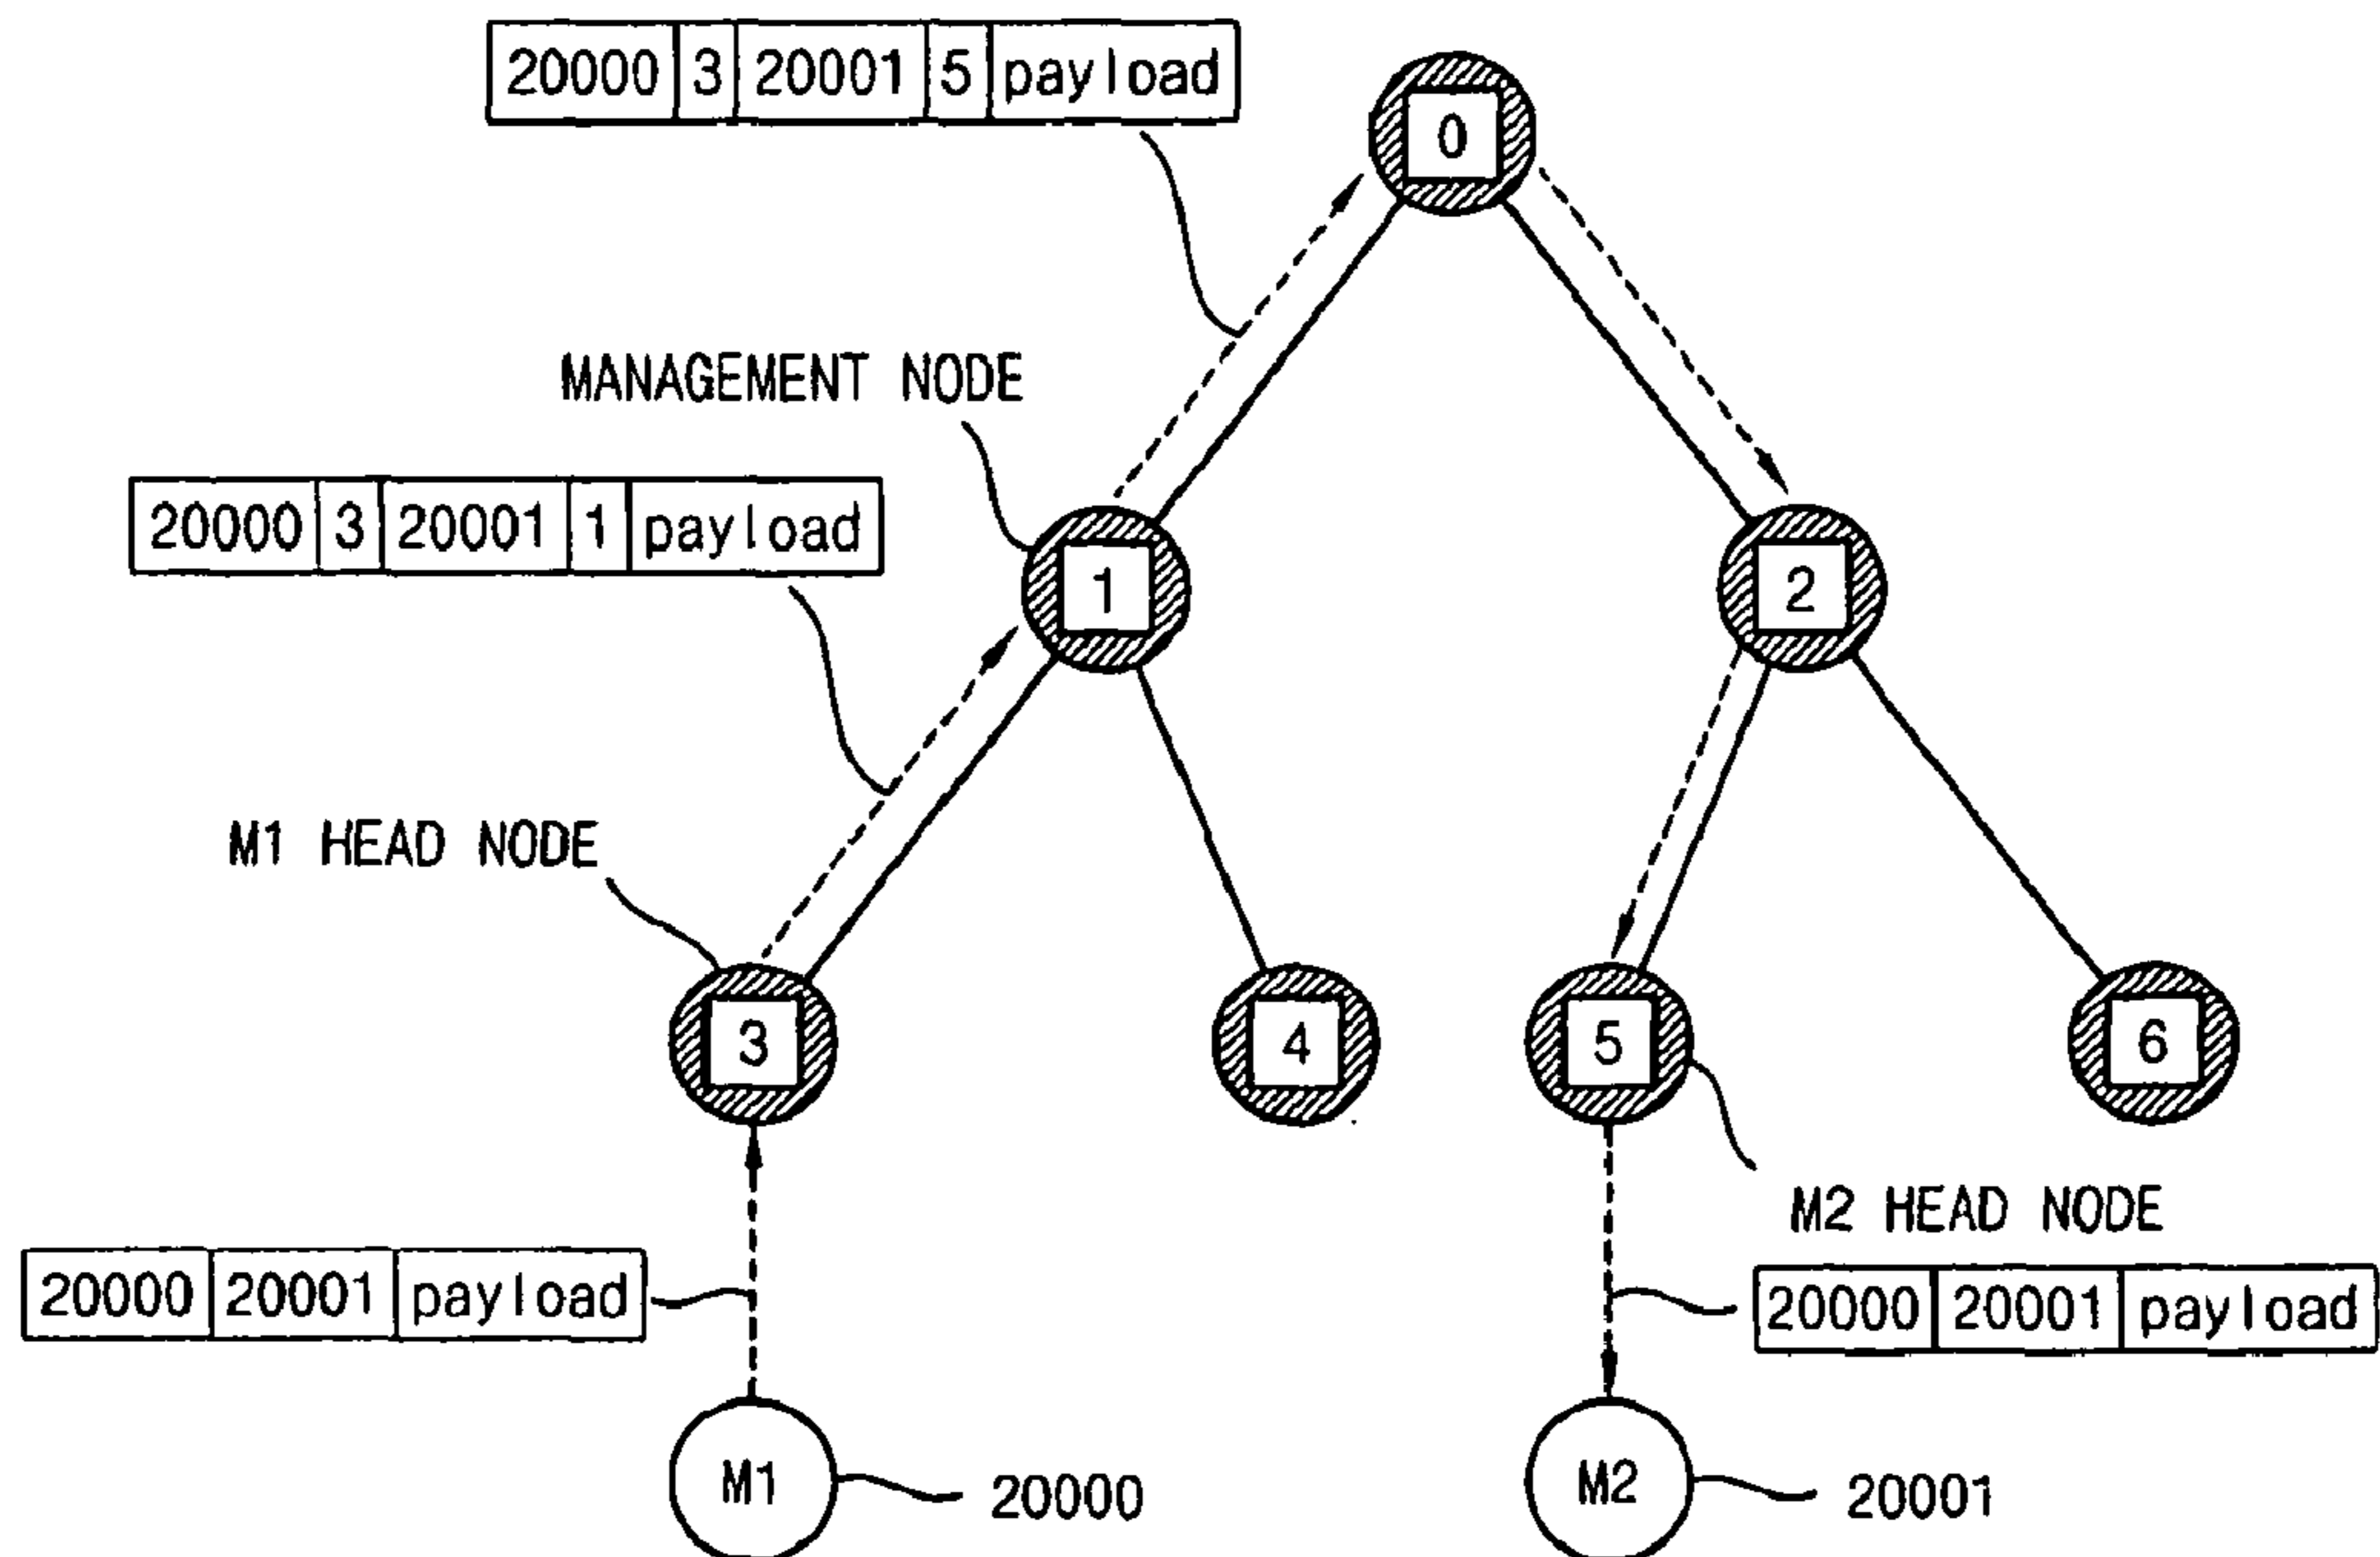 20000 3 20001 5 payload
0
MANAGEMENT NODE
20000 3 20001 1 payload
1
2
M1 HEAD NODE
3
4
5
6
M2 HEAD NODE
20000 20001 payload
20000 20001 payload
M1
20000
M2
20001